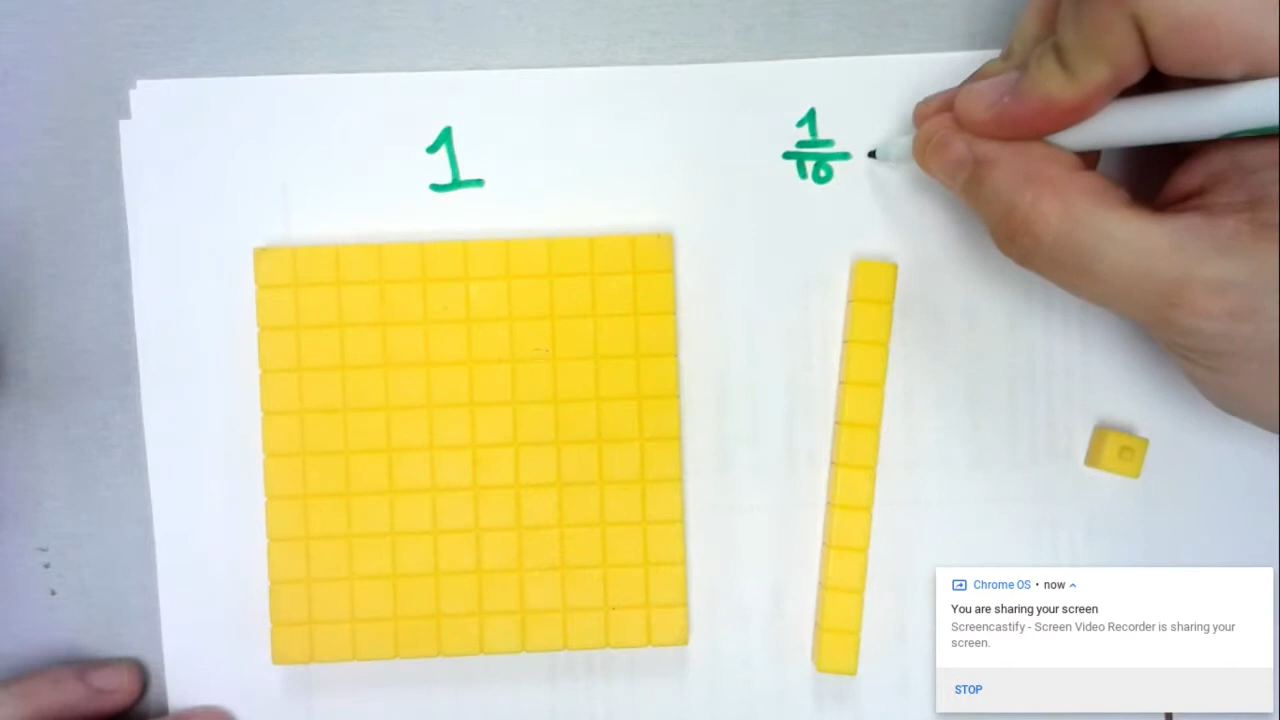 1
1/10
Chrome OS • now
You are sharing your screen
Screencastify - Screen Video Recorder is sharing your
screen.
STOP